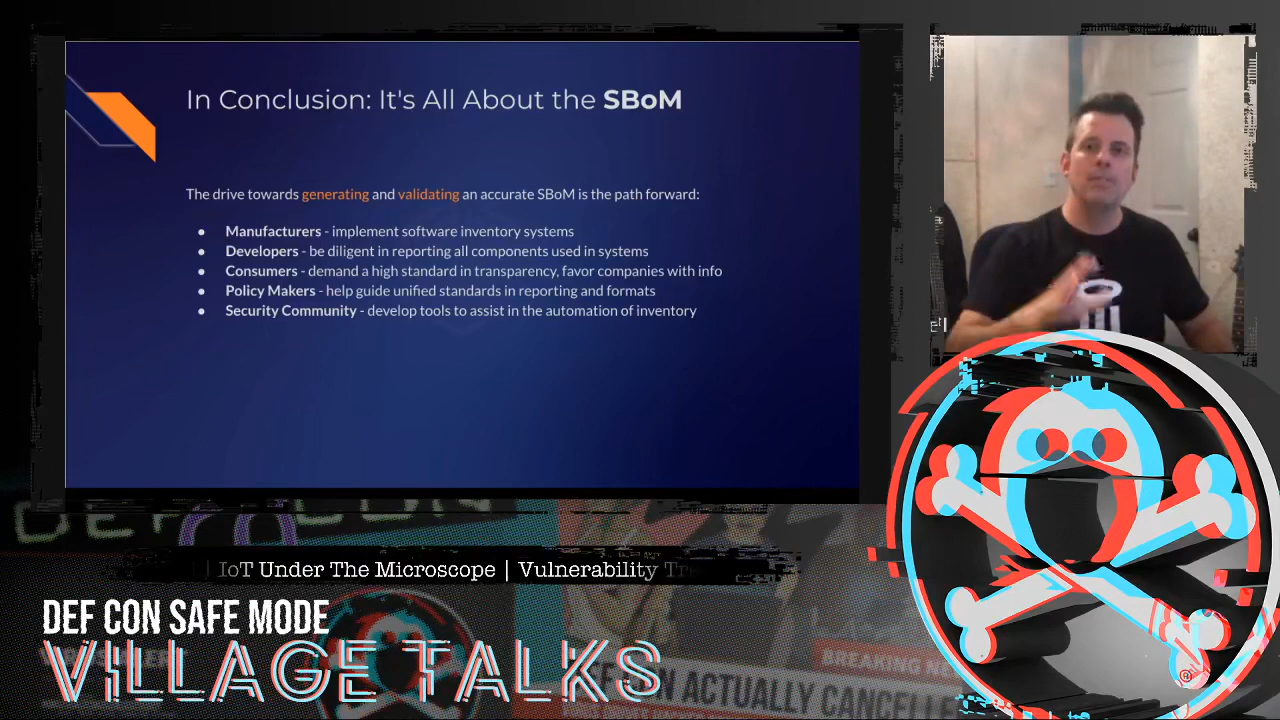 In Conclusion: It's All About the SBoM
The drive towards generating and validating an accurate SBoM is the path forward:
● Manufacturers - implement software inventory systems
● Developers - be diligent in reporting all components used in systems
● Consumers - demand a high standard in transparency, favor companies with info
● Policy Makers - help guide unified standards in reporting and formats
● Security Community - develop tools to assist in the automation of inventory
DEF CON
| IoT Under The Microscope | Vulnerability
DEF CON SAFE MODE
VILLAGE TALKS
BREAKING
ACTUALLY
®